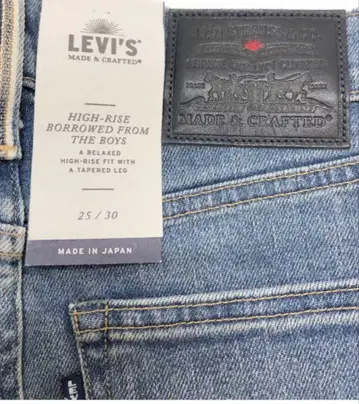 LEVI'S®
MADE & CRAFTED®
HIGH-RISE
BORROWED FROM
THE BOYS
A RELAXED
HIGH-RISE FIT WITH
A TAPERED LEG
25 / 30
MADE IN JAPAN
MADE & CRAFTED®